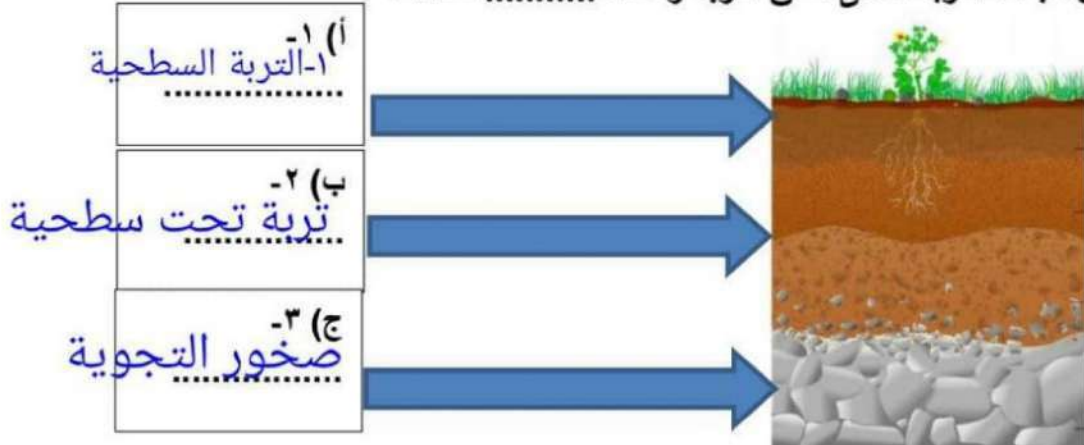 أ) ١-
١-التربة السطحية
..................
ب) ٢-
تربة تحت سطحية
................
ج) ٣-
صخور التجوية
.................